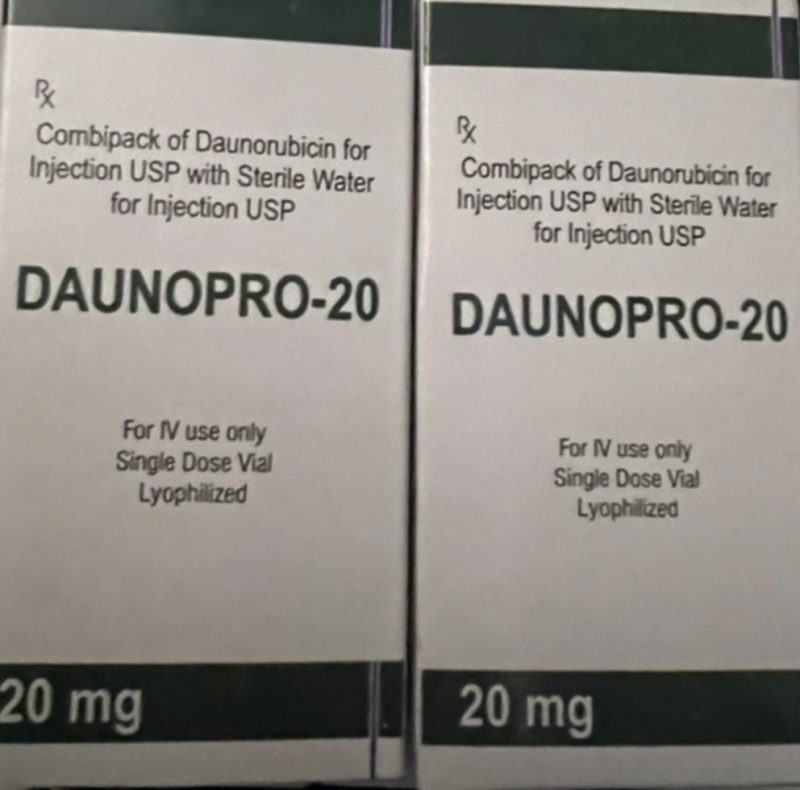 Rx
Combipack of Daunorubicin for
Injection USP with Sterile Water
for Injection USP
DAUNOPRO-20
For IV use only
Single Dose Vial
Lyophilized
20 mg
Rx
Combipack of Daunorubicin for
Injection USP with Sterile Water
for Injection USP
DAUNOPRO-20
For IV use only
Single Dose Vial
Lyophilized
20 mg